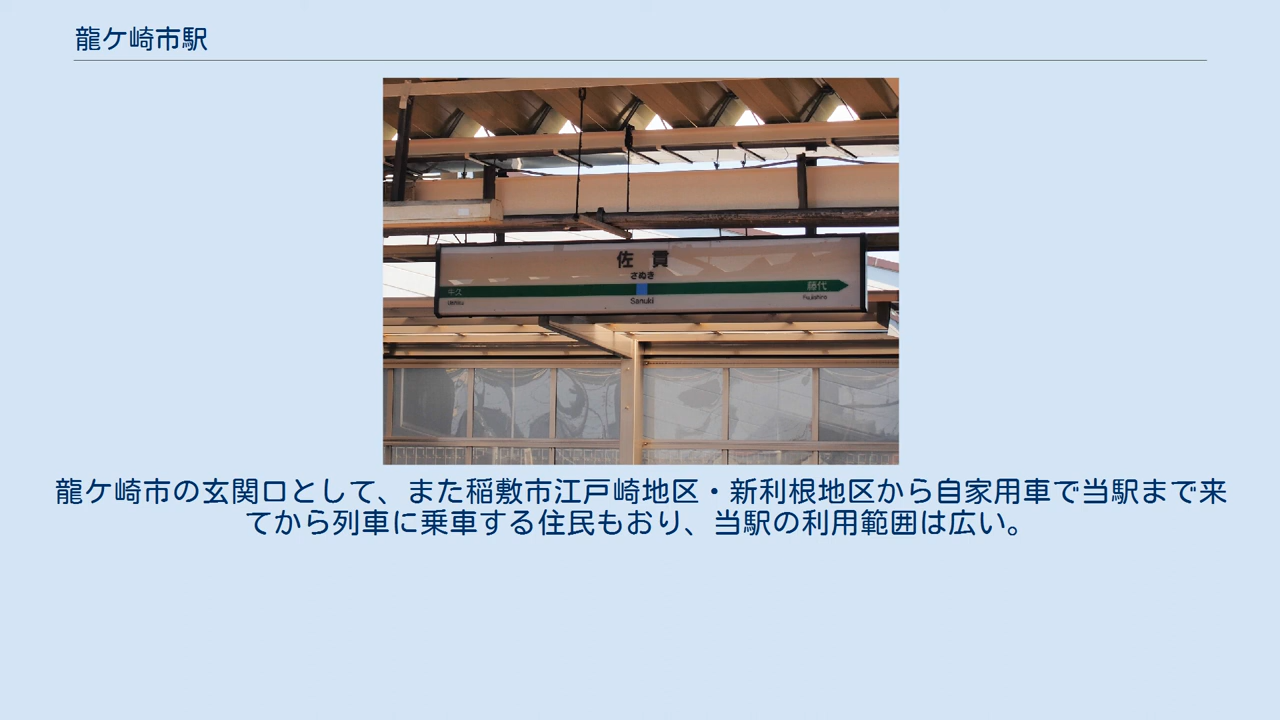 龍ケ崎市駅
佐貫
さぬき
牛久 藤代
Ushiku Sanuki Fujishiro
龍ケ崎市の玄関口として、また稲敷市江戸崎地区・新利根地区から自家用車で当駅まで来
てから列車に乗車する住民もおり、当駅の利用範囲は広い。